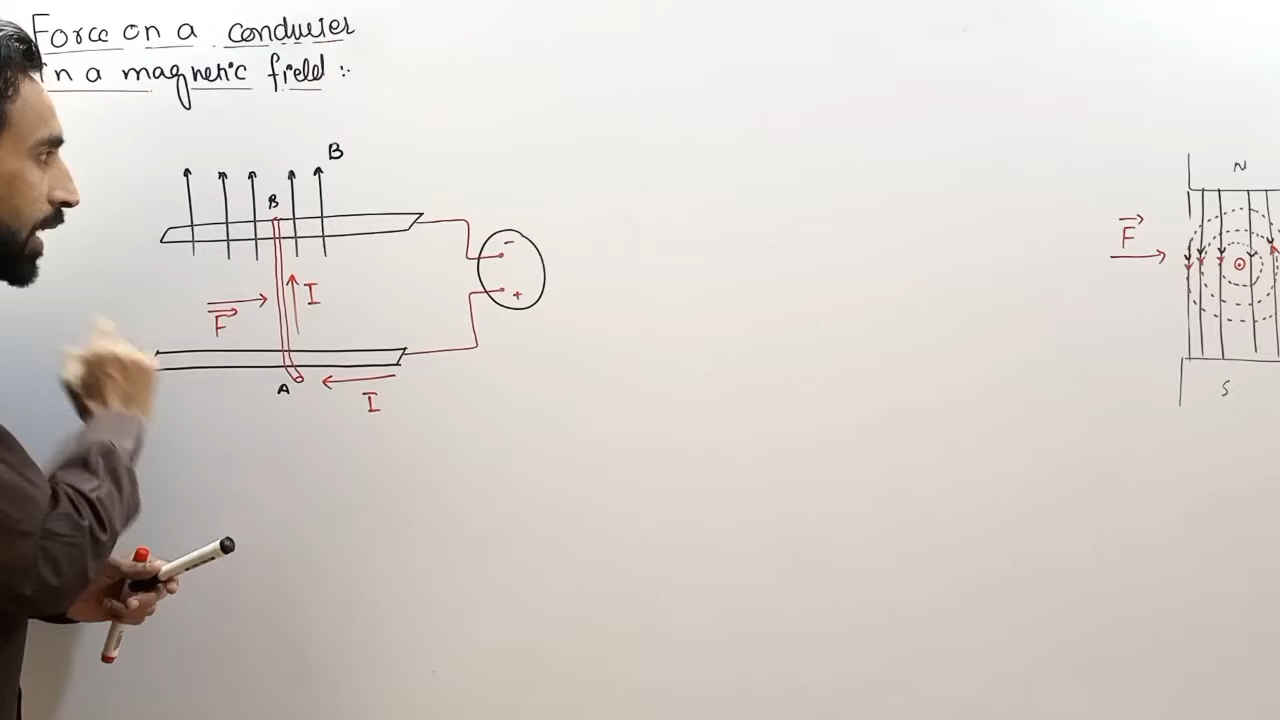 Force on a conductor
in a magnetic field :-
B
B
-
+
I
F
A
I
N
F
S